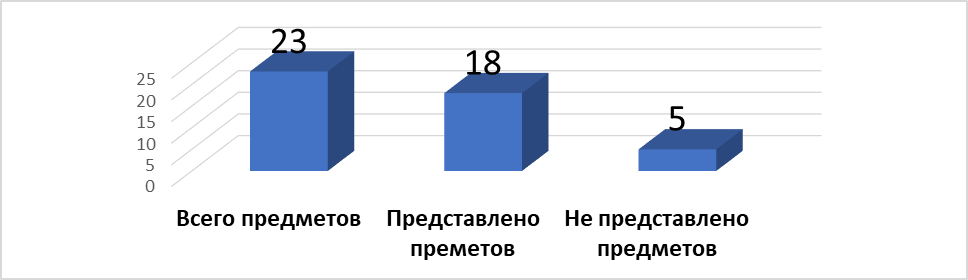 23
18
5
25
20
15
10
5
0
Всего предметов
Представлено
преметов
Не представлено
предметов